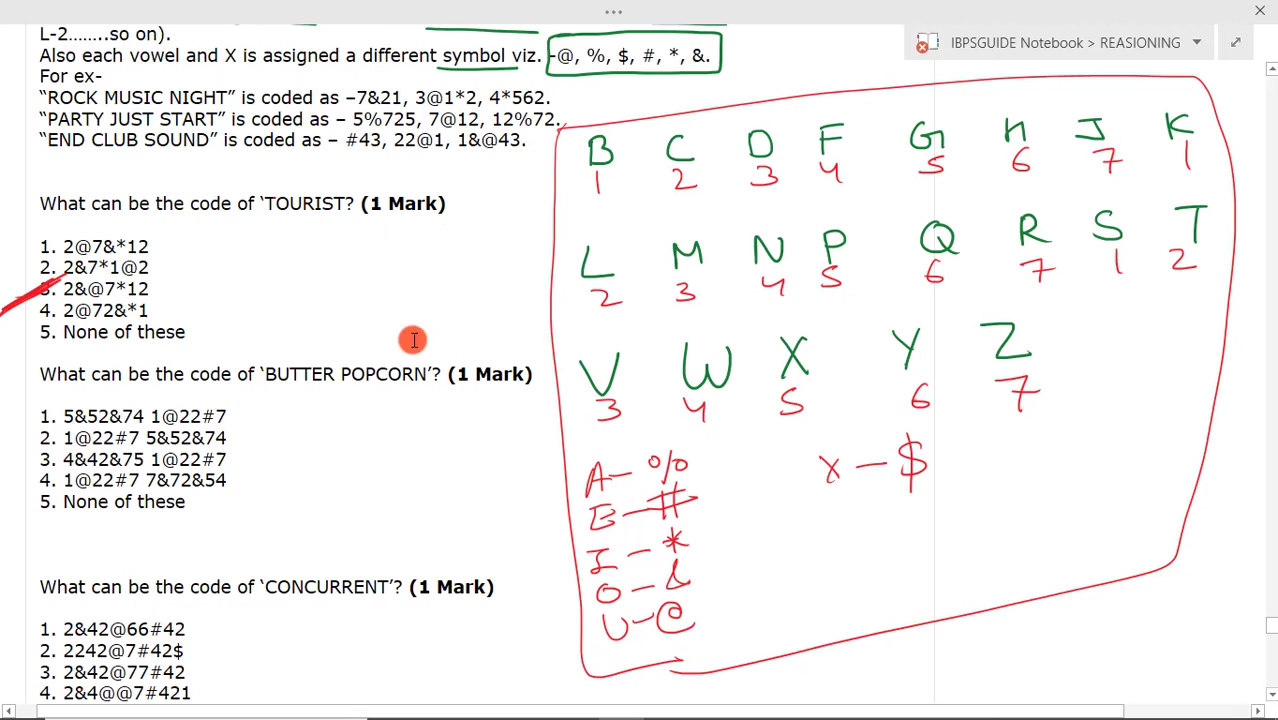 L-2……..so on).
Also each vowel and X is assigned a different symbol viz. -@, %, $, #, *, &.
For ex-
“ROCK MUSIC NIGHT” is coded as –7&21, 3@1*2, 4*562.
“PARTY JUST START” is coded as – 5%725, 7@12, 12%72.
“END CLUB SOUND” is coded as – #43, 22@1, 1&@43.
What can be the code of ‘TOURIST? (1 Mark)
1. 2@7&*12
2. 2&7*1@2
3. 2&@7*12
4. 2@72&*1
5. None of these
What can be the code of ‘BUTTER POPCORN’? (1 Mark)
1. 5&52&74 1@22#7
2. 1@22#7 5&52&74
3. 4&42&75 1@22#7
4. 1@22#7 7&72&54
5. None of these
What can be the code of ‘CONCURRENT’? (1 Mark)
1. 2&42@66#42
2. 2242@7#42$
3. 2&42@77#42
4. 2&4@@7#421
IBPSGUIDE Notebook > REASONING
B C D F G H J K
1 2 3 4 5 6 7 1
L M N P Q R S T
2 3 4 5 6 7 1 2
V W X Y Z
3 4 5 6 7
A - %
E - #
I - *
O - &
U - @
X - $